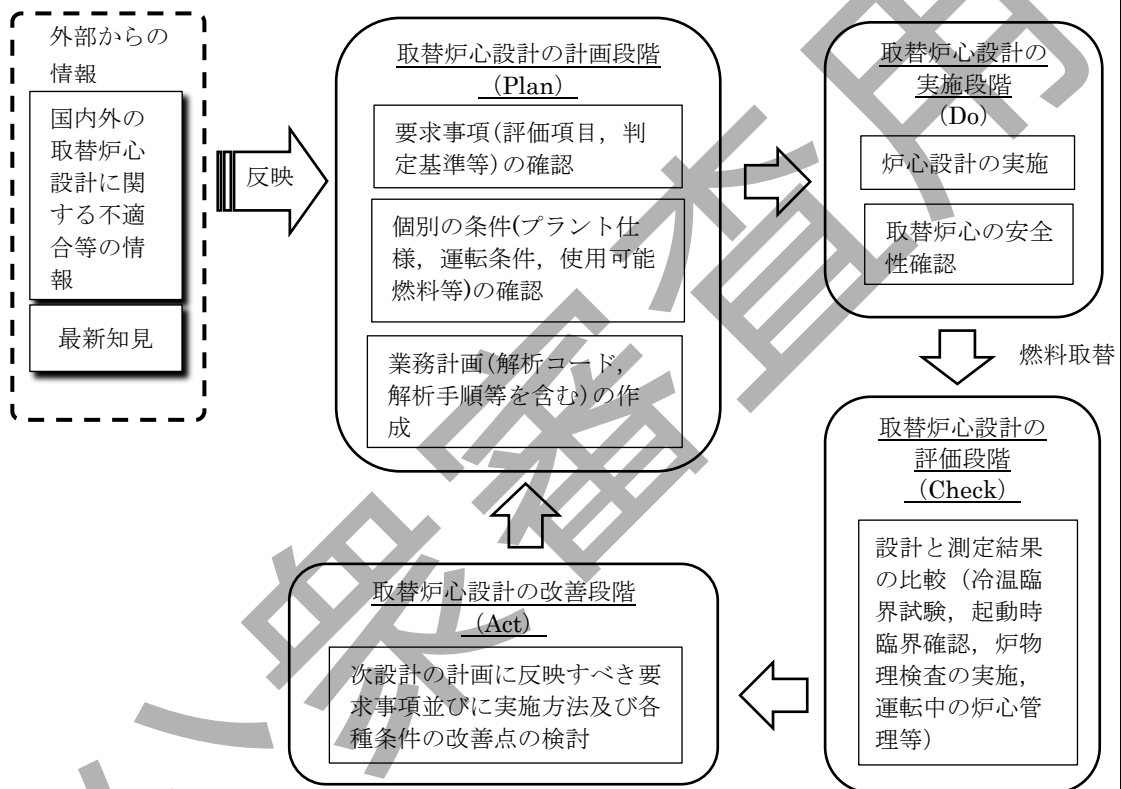 外部からの
情報
国内外の
取替炉心
設計に関
する不適
合等の情
報
最新知見
反映
取替炉心設計の計画段階
(Plan)
要求事項(評価項目，判
定基準等)の確認
個別の条件(プラント仕
様，運転条件，使用可能
燃料等)の確認
業務計画(解析コード，
解析手順等を含む)の作
成
取替炉心設計の
実施段階
(Do)
炉心設計の実施
取替炉心の安全
性確認
燃料取替
取替炉心設計の
評価段階
(Check)
設計と測定結果
の比較（冷温臨
界試験，起動時
臨界確認，炉物
理検査の実施，
運転中の炉心管
理等）
取替炉心設計の改善段階
(Act)
次設計の計画に反映すべき要
求事項並びに実施方法及び各
種条件の改善点の検討
公衆審査用